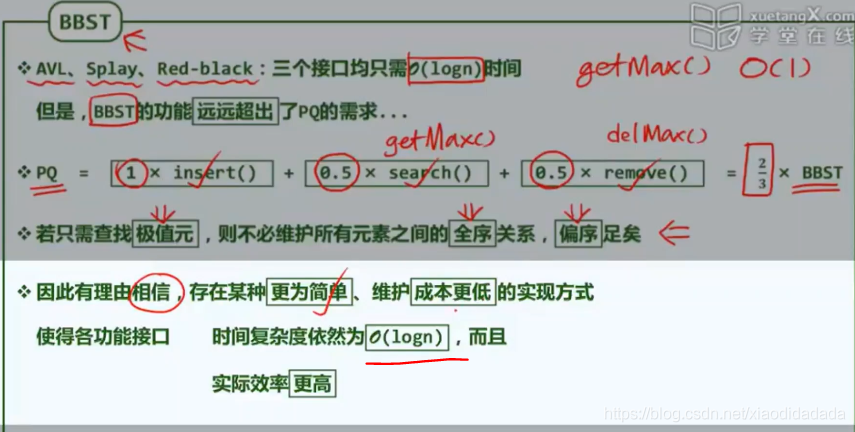 BBST
xuetangX.com
学堂在线
❖ AVL、Splay、Red-black：三个接口均只需O(logn)时间
getMax() O(1)
但是，BBST的功能远远超出了PQ的需求...
getMax() delMax()
❖ PQ = 1 × insert() + 0.5 × search() + 0.5 × remove() = 2/3 × BBST
❖ 若只需查找极值元，则不必维护所有元素之间的全序关系，偏序足矣
❖ 因此有理由相信，存在某种更为简单、维护成本更低的实现方式
使得各功能接口 时间复杂度依然为O(logn)，而且
实际效率更高
https://blog.csdn.net/xiaodidadada